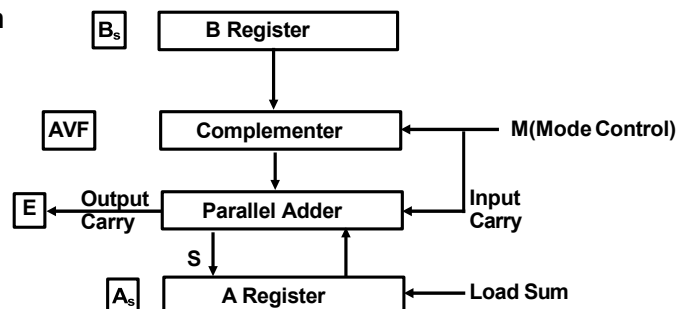 Bs B Register
AVF Complementer M(Mode Control)
E Output Carry Parallel Adder Input Carry
S
As A Register Load Sum